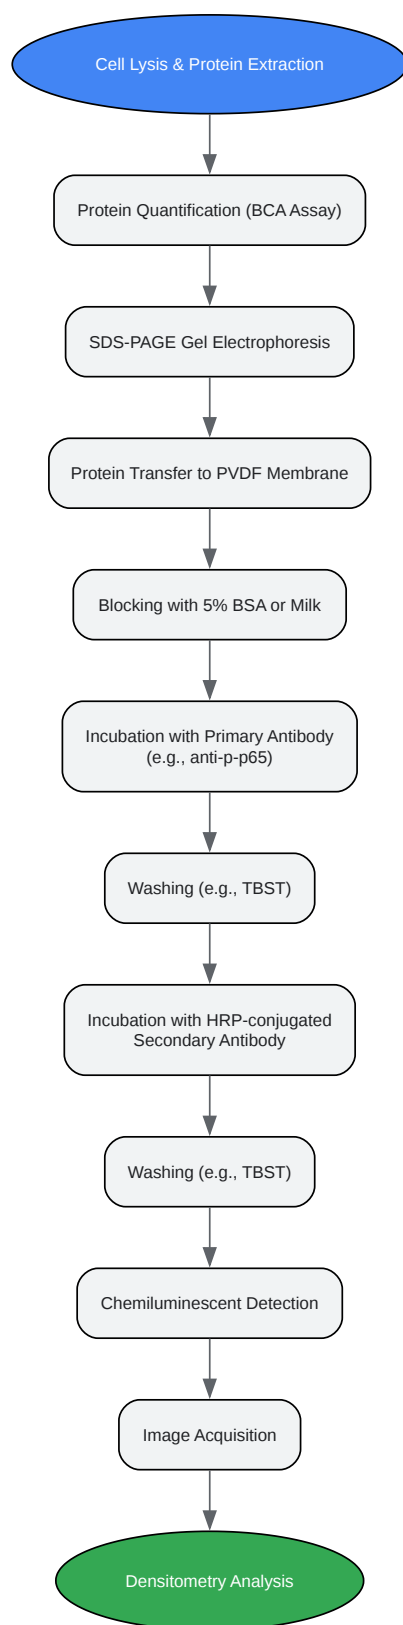 Cell Lysis & Protein Extraction
Protein Quantification (BCA Assay)
SDS-PAGE Gel Electrophoresis
Protein Transfer to PVDF Membrane
Blocking with 5% BSA or Milk
Incubation with Primary Antibody
(e.g., anti-p-p65)
Washing (e.g., TBST)
Incubation with HRP-conjugated
Secondary Antibody
Washing (e.g., TBST)
Chemiluminescent Detection
Image Acquisition
Densitometry Analysis